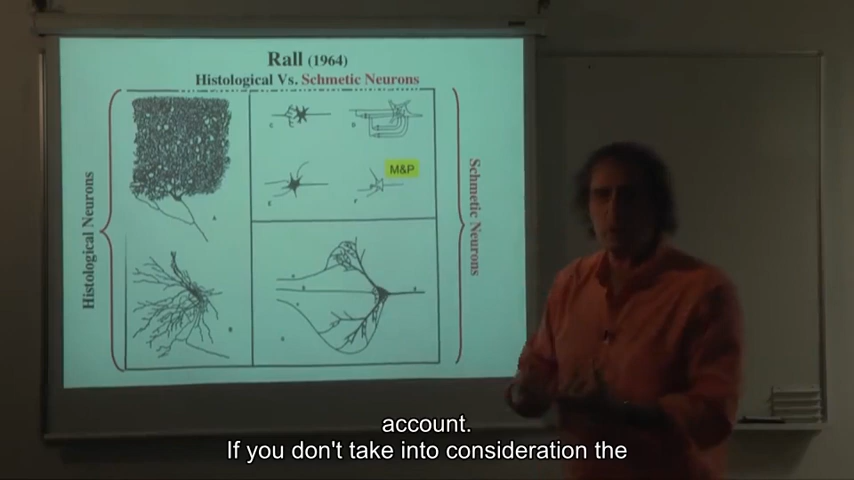 Rall (1964)
Histological Vs. Schmetic Neurons
Histological Neurons
C
D
M&P
E
F
A
B
Schmetic Neurons
account.
If you don't take into consideration the